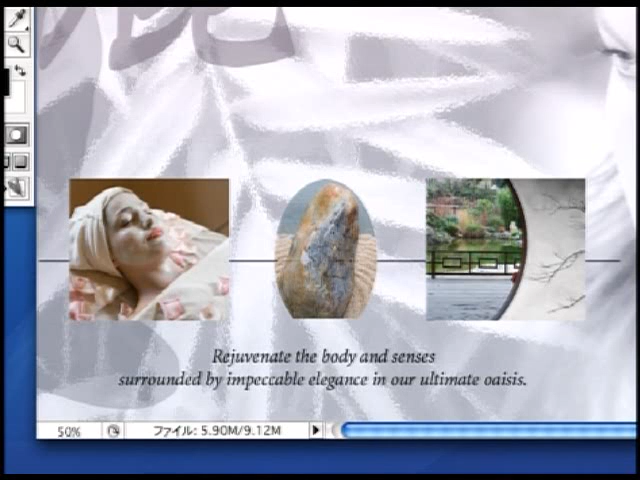 Rejuvenate the body and senses
surrounded by impeccable elegance in our ultimate oaisis.
50%
ファイル: 5.90M/9.12M